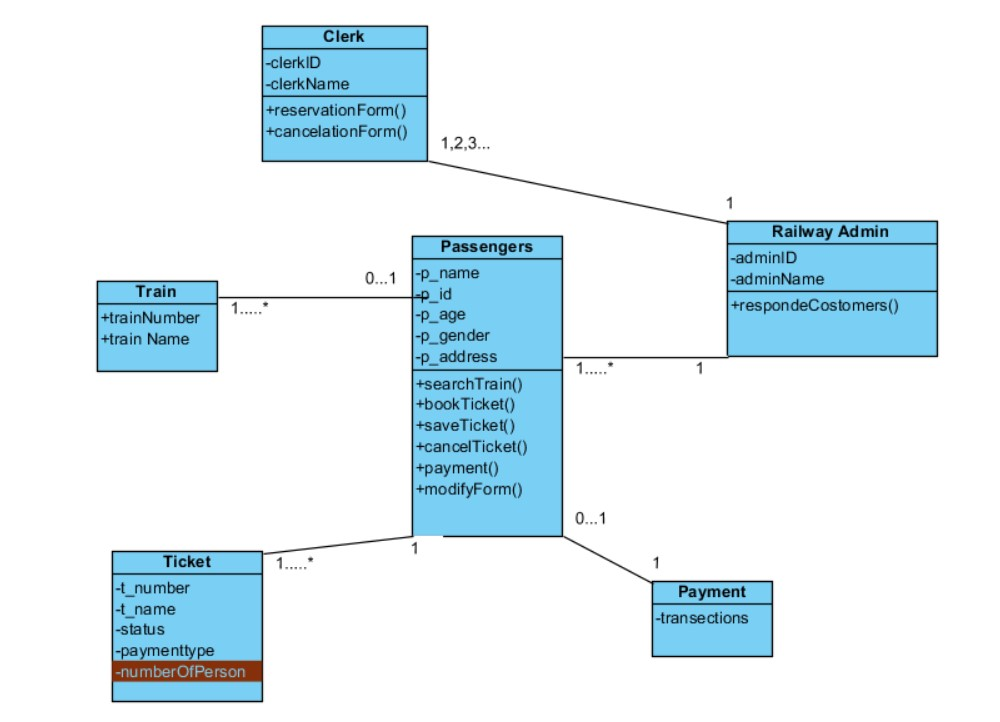 Clerk
-clerkID
-clerkName
+reservationForm()
+cancelationForm()
1,2,3...
1
Railway Admin
-adminID
-adminName
+respondeCostomers()
Passengers
-p_name
-p_id
-p_age
-p_gender
-p_address
+searchTrain()
+bookTicket()
+saveTicket()
+cancelTicket()
+payment()
+modifyForm()
0...1
1.....*
Train
+trainNumber
+train Name
1.....*
1
0...1
1
1
1.....*
Ticket
-t_number
-t_name
-status
-paymenttype
-numberOfPerson
Payment
-transections